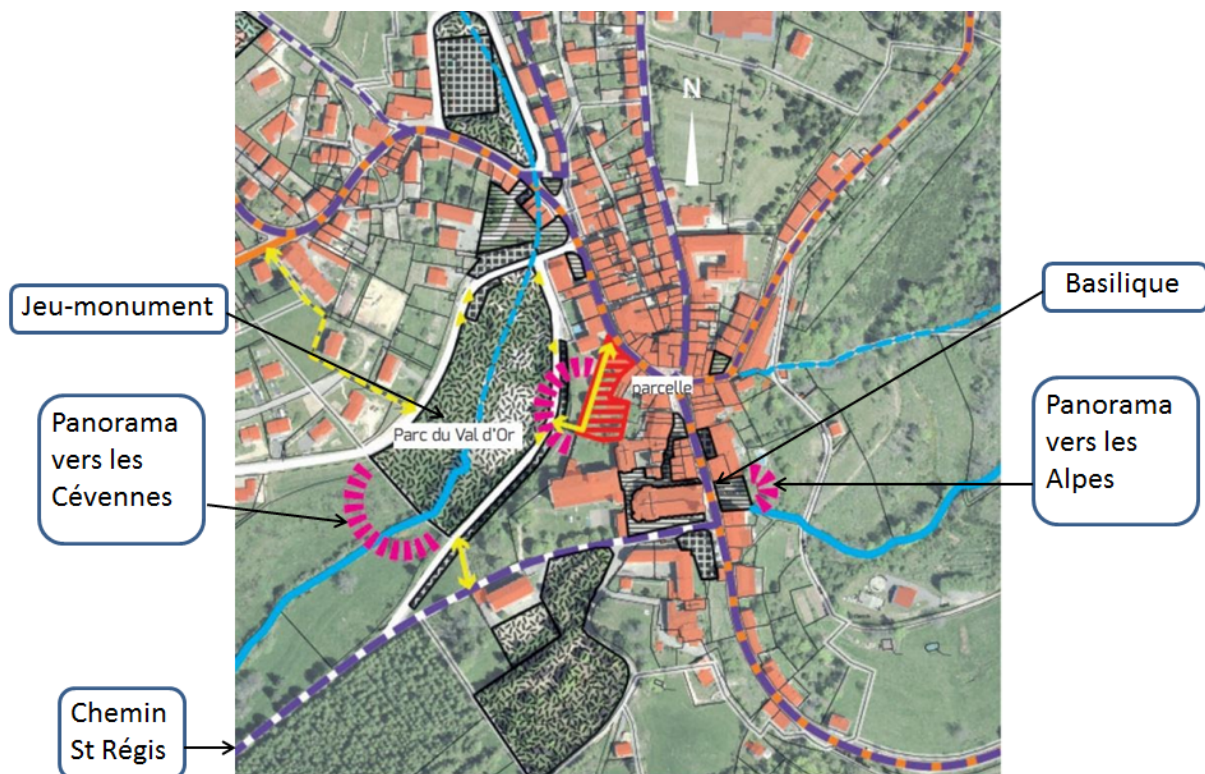 N
Jeu-monument
Basilique
parcelle
Panorama
vers les
Cévennes
Parc du Val d'Or
Panorama
vers les
Alpes
Chemin
St Régis